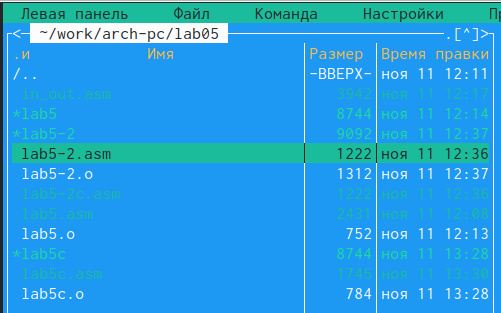 Левая панель Файл Команда Настройки П
<— ~/work/arch-pc/lab05 .[^]>
.и Имя Размер Время правки
/.. -ВВЕРХ- ноя 11 12:11
in_out.asm 3942 ноя 11 12:17
*lab5 8744 ноя 11 12:14
*lab5-2 9092 ноя 11 12:37
lab5-2.asm 1222 ноя 11 12:36
lab5-2.o 1312 ноя 11 12:37
lab5-2c.asm 1222 ноя 11 12:36
lab5.asm 2431 ноя 11 12:08
lab5.o 752 ноя 11 12:13
*lab5c 8744 ноя 11 13:28
lab5c.asm 1745 ноя 11 13:30
lab5c.o 784 ноя 11 13:28